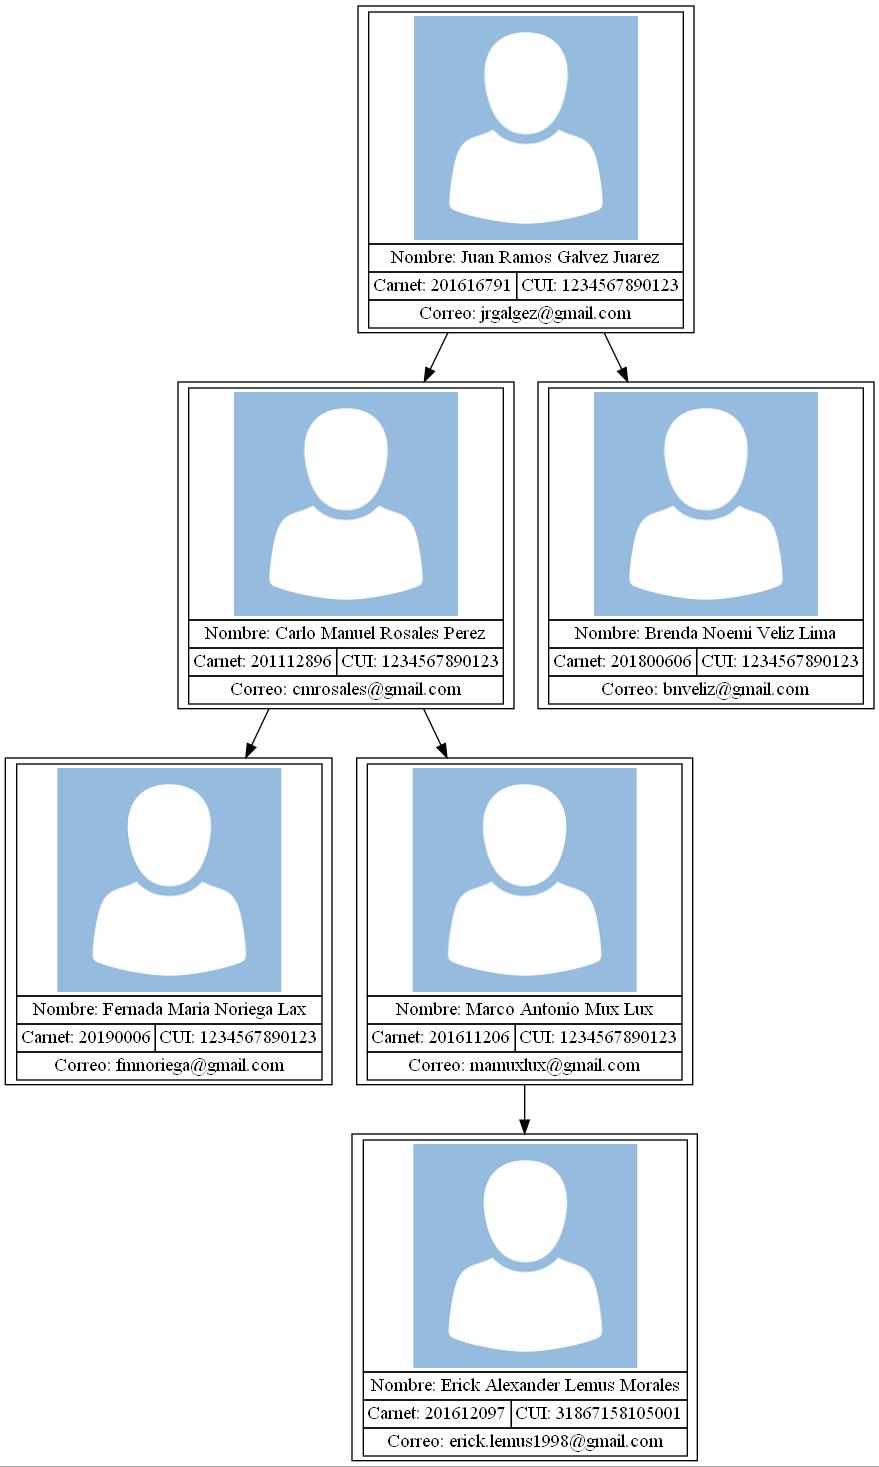 Nombre: Juan Ramos Galvez Juarez
Carnet: 201616791 CUI: 1234567890123
Correo: jrgalgez@gmail.com
Nombre: Carlo Manuel Rosales Perez
Carnet: 201112896 CUI: 1234567890123
Correo: cmrosales@gmail.com
Nombre: Brenda Noemi Veliz Lima
Carnet: 201800606 CUI: 1234567890123
Correo: bnveliz@gmail.com
Nombre: Fernada Maria Noriega Lax
Carnet: 20190006 CUI: 1234567890123
Correo: fmnoriega@gmail.com
Nombre: Marco Antonio Mux Lux
Carnet: 201611206 CUI: 1234567890123
Correo: mamuxlux@gmail.com
Nombre: Erick Alexander Lemus Morales
Carnet: 201612097 CUI: 31867158105001
Correo: erick.lemus1998@gmail.com